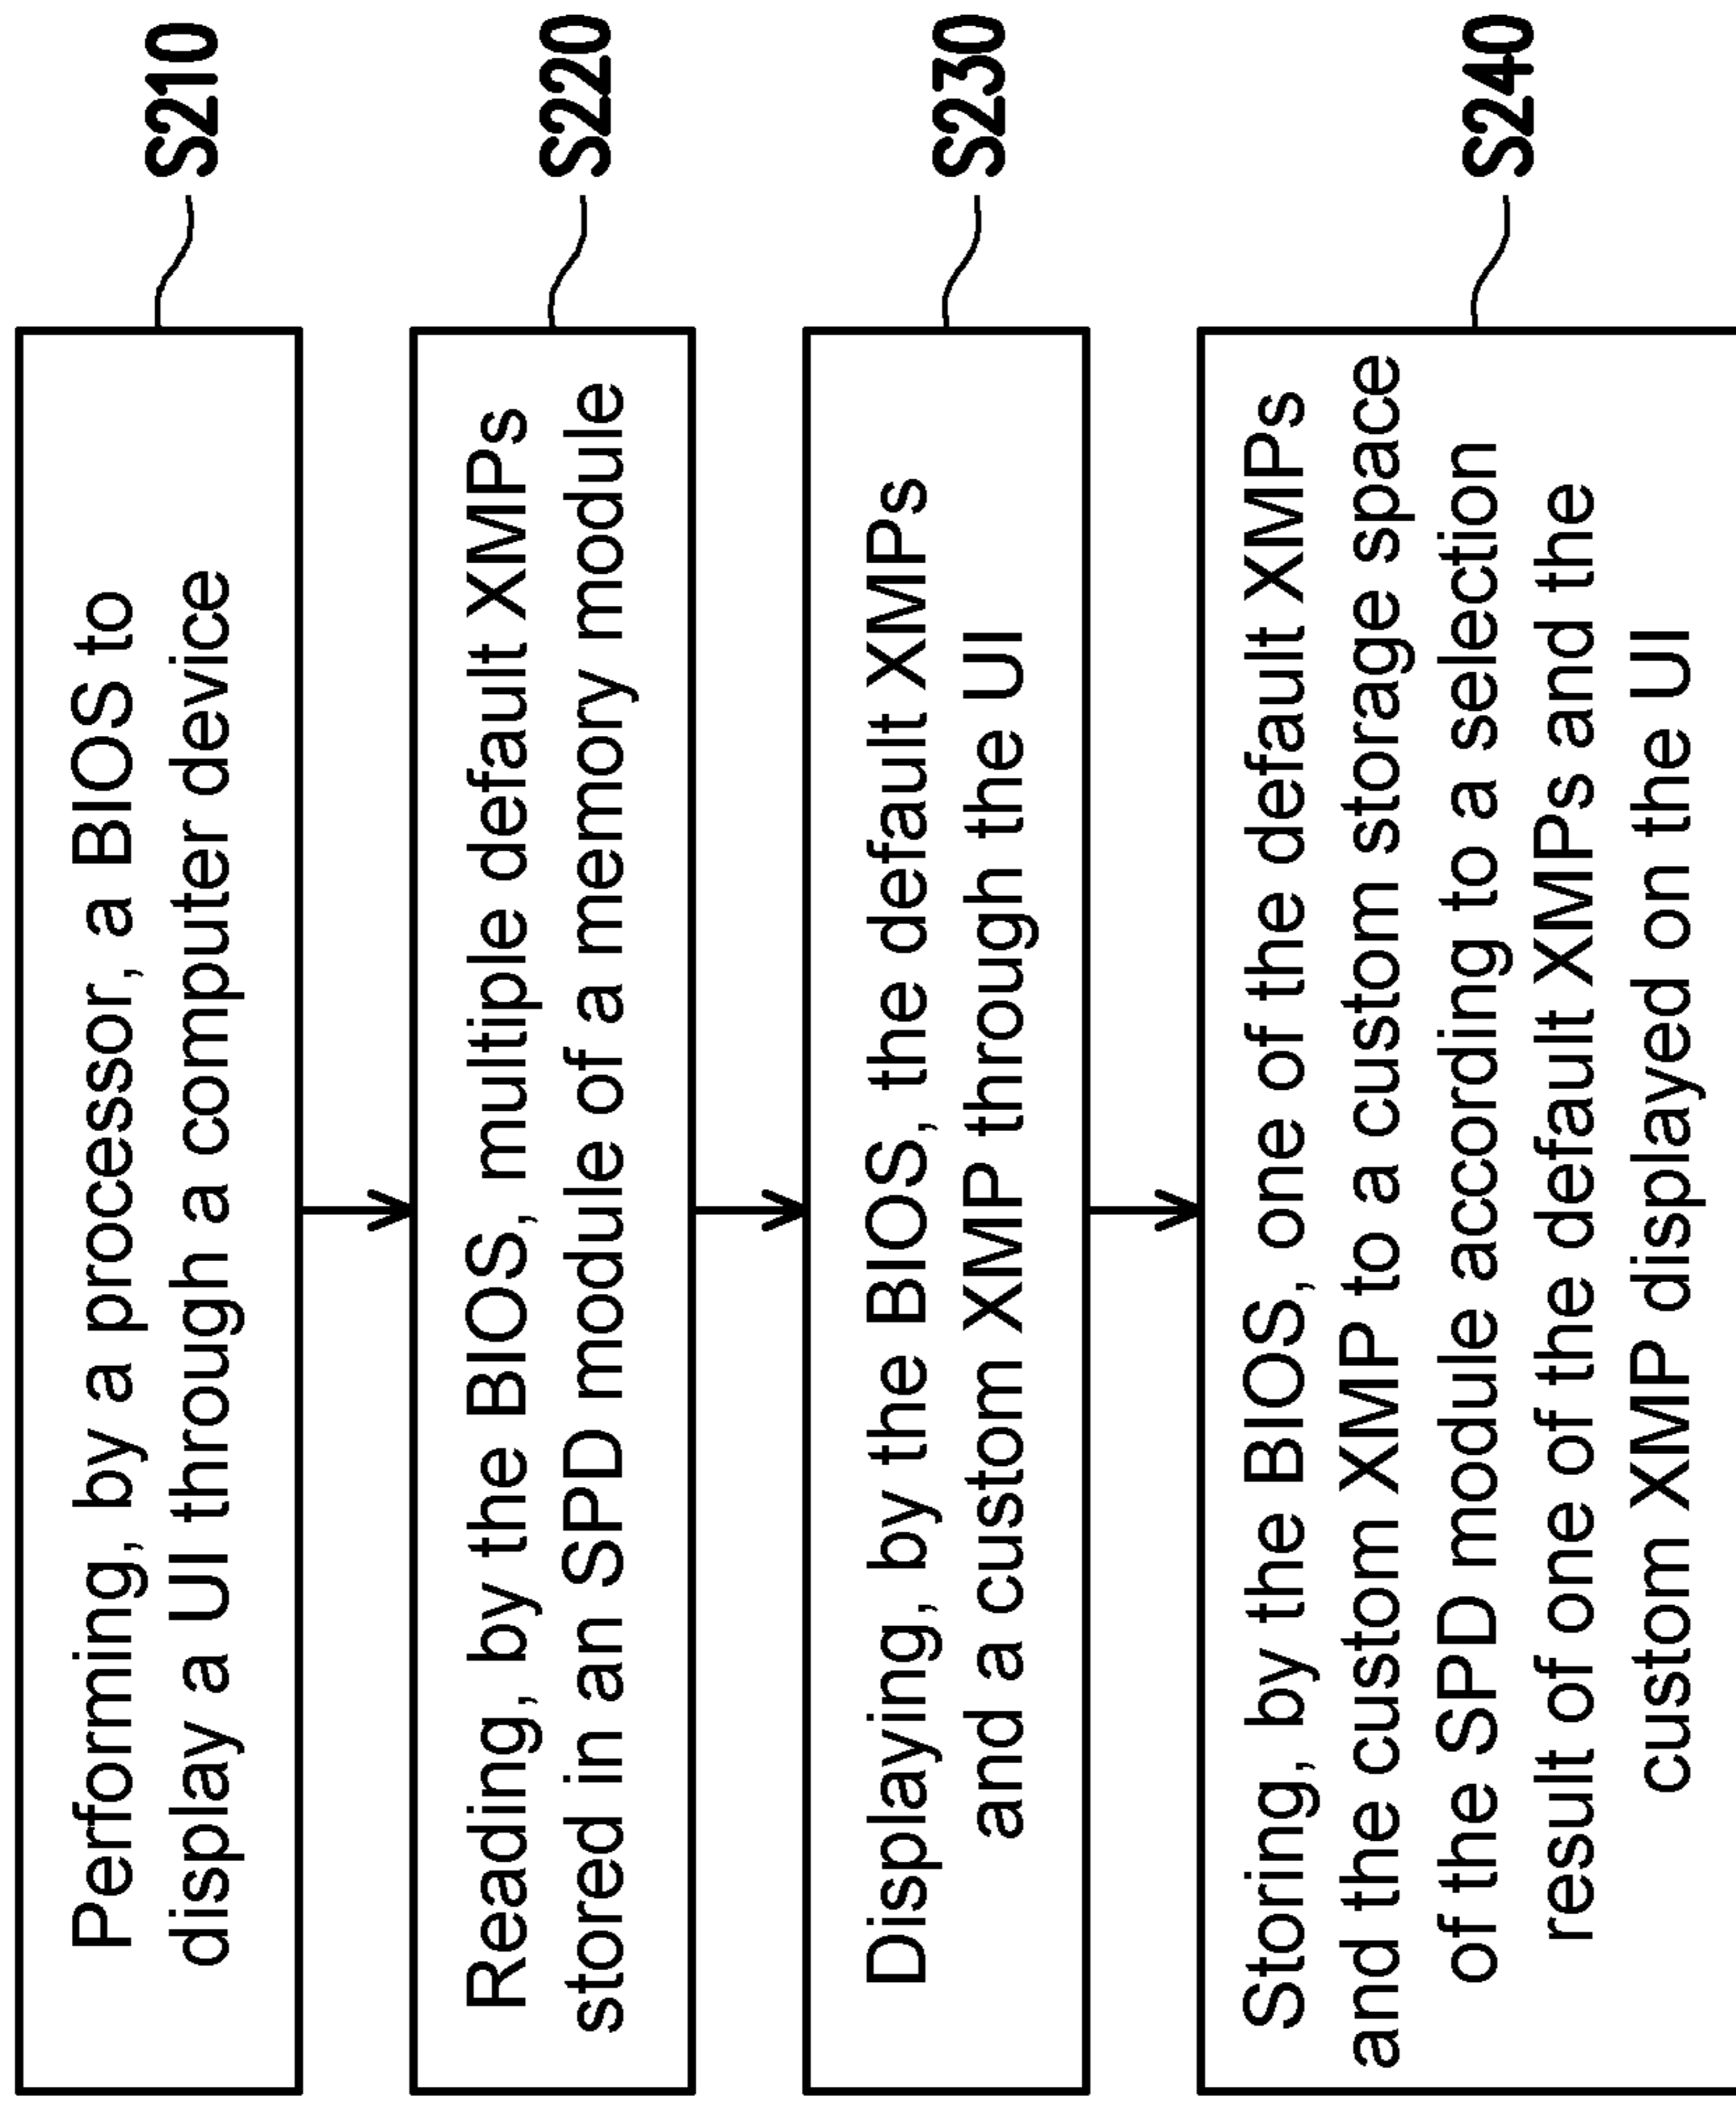 Performing, by a processor, a BIOS to
display a UI through a computer device
S210
Reading, by the BIOS, multiple default XMPs
stored in an SPD module of a memory module
S220
Displaying, by the BIOS, the default XMPs
and a custom XMP through the UI
S230
Storing, by the BIOS, one of the default XMPs
and the custom XMP to a custom storage space
of the SPD module according to a selection
result of one of the default XMPs and the
custom XMP displayed on the UI
S240